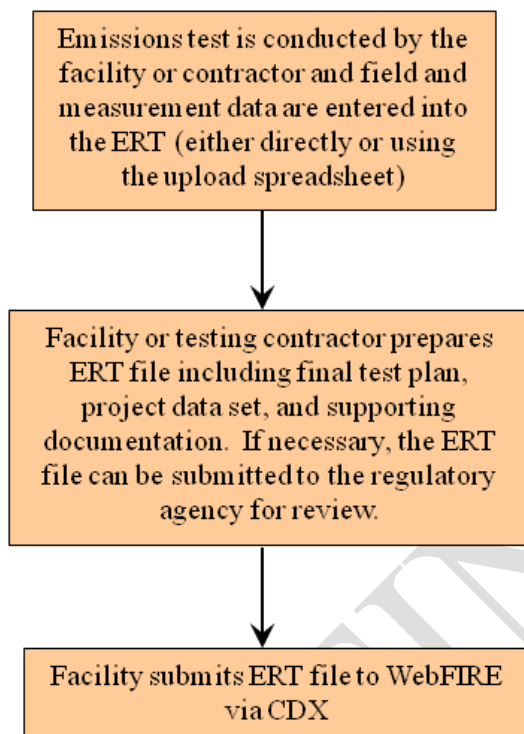 Emissions test is conducted by the
facility or contractor and field and
measurement data are entered into
the ERT (either directly or using
the upload spreadsheet)
Facility or testing contractor prepares
ERT file including final test plan,
project data set, and supporting
documentation.  If necessary, the ERT
file can be submitted to the regulatory
agency for review.
Facility submits ERT file to WebFIRE
via CDX